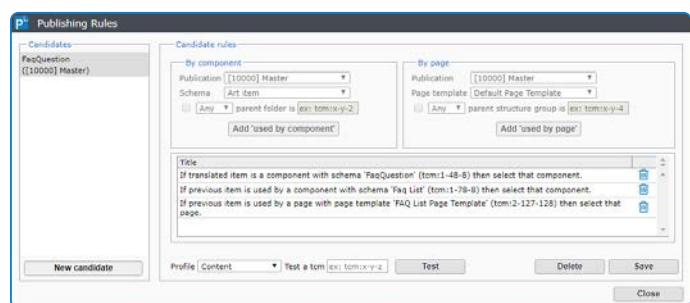 Publishing Rules
Candidates
FaqQuestion
([10000] Master)
New candidate
Candidate rules
By component
Publication [10000] Master
Schema Art item
Any parent folder is ex: tcm:x-y-2
Add 'used by component'
By page
Publication [10000] Master
Page template Default Page Template
Any parent structure group is ex: tcm:x-y-4
Add 'used by page'
Title
If translated item is a component with schema 'FaqQuestion' (tcm:1-48-8) then select that component.
If previous item is used by a component with schema 'Faq List' (tcm:1-78-8) then select that component.
If previous item is used by a page with page template 'FAQ List Page Template' (tcm:2-127-128) then select that
page.
Profile Content Test a tcm ex: tcm:x-y-z Test Delete Save
Close